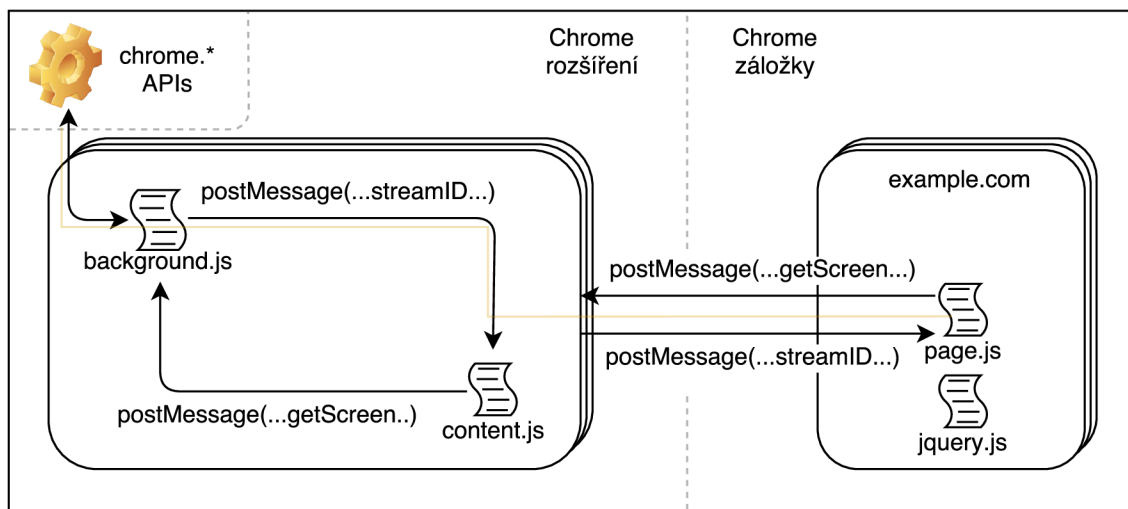 chrome.*
APIs
Chrome
rozšíření
Chrome
záložky
example.com
postMessage(...streamID...)
background.js
postMessage(...getScreen...)
page.js
postMessage(...streamID...)
postMessage(...getScreen..)
content.js
jquery.js